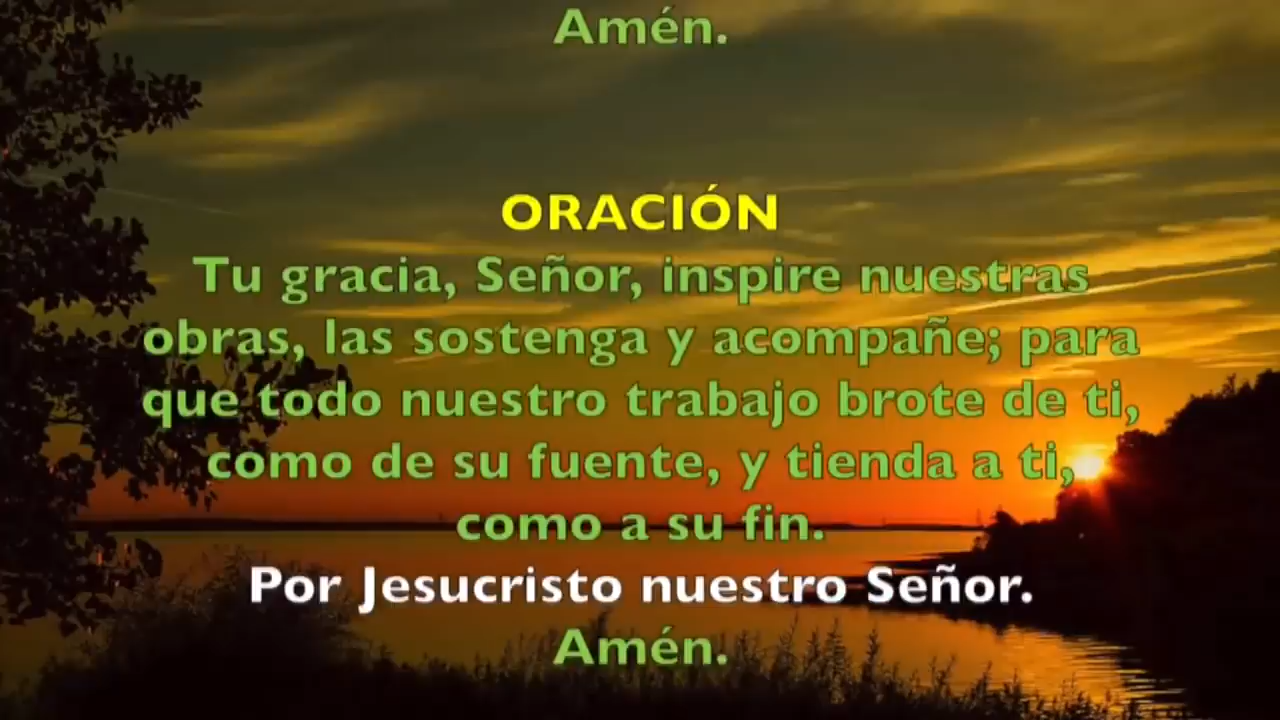 Amén.
ORACIÓN
Tu gracia, Señor, inspire nuestras
obras, las sostenga y acompañe; para
que todo nuestro trabajo brote de ti,
como de su fuente, y tienda a ti,
como a su fin.
Por Jesucristo nuestro Señor.
Amén.